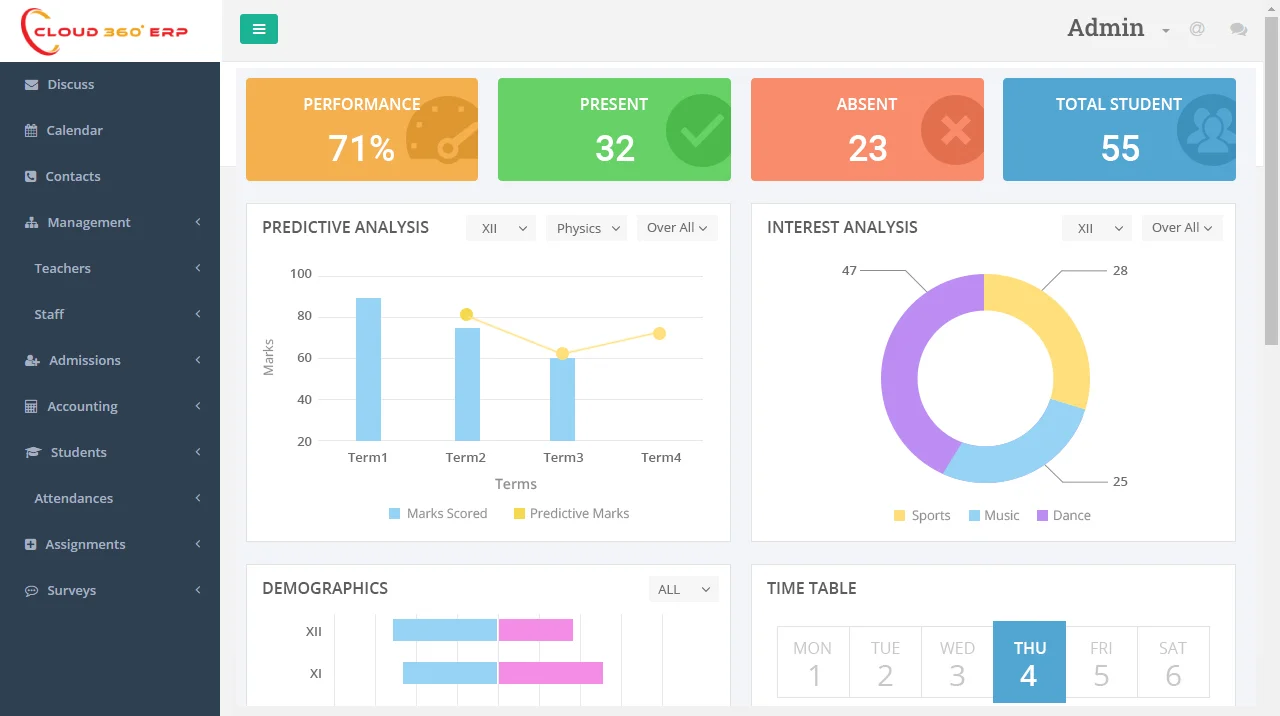 CLOUD 360° ERP
Admin
Discuss
Calendar
Contacts
Management
Teachers
Staff
Admissions
Accounting
Students
Attendances
Assignments
Surveys
PERFORMANCE
71%
PRESENT
32
ABSENT
23
TOTAL STUDENT
55
PREDICTIVE ANALYSIS
XII
Physics
Over All
100
80
60
40
20
Marks
Term1
Term2
Term3
Term4
Terms
Marks Scored
Predictive Marks
INTEREST ANALYSIS
XII
Over All
47
28
25
Sports
Music
Dance
DEMOGRAPHICS
ALL
XII
XI
TIME TABLE
MON
1
TUE
2
WED
3
THU
4
FRI
5
SAT
6